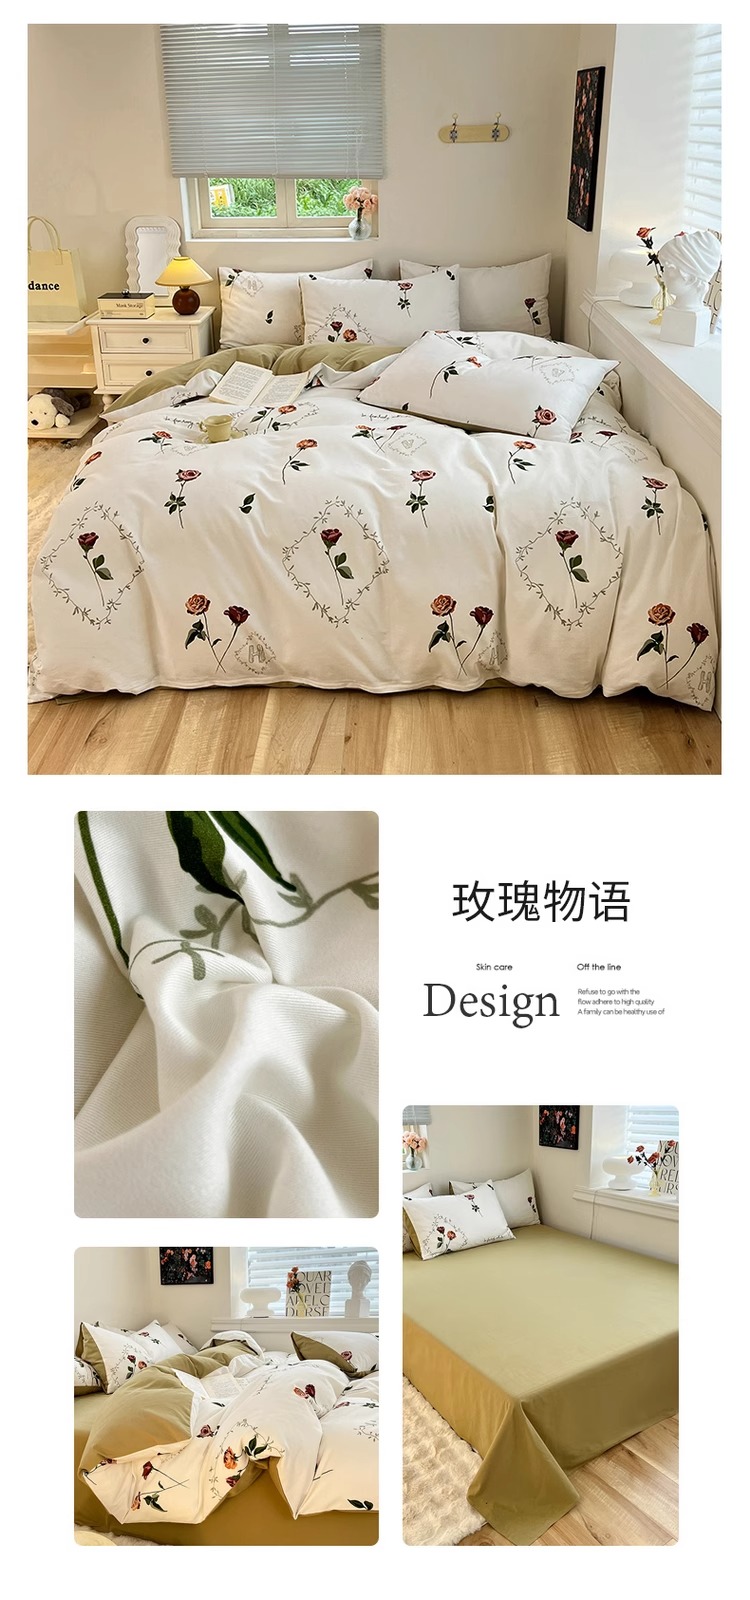 dance
玫瑰物语
Skin care
Off the line
Design
Refuse to go with the
flow adhere to high quality
A family can be healthy use of